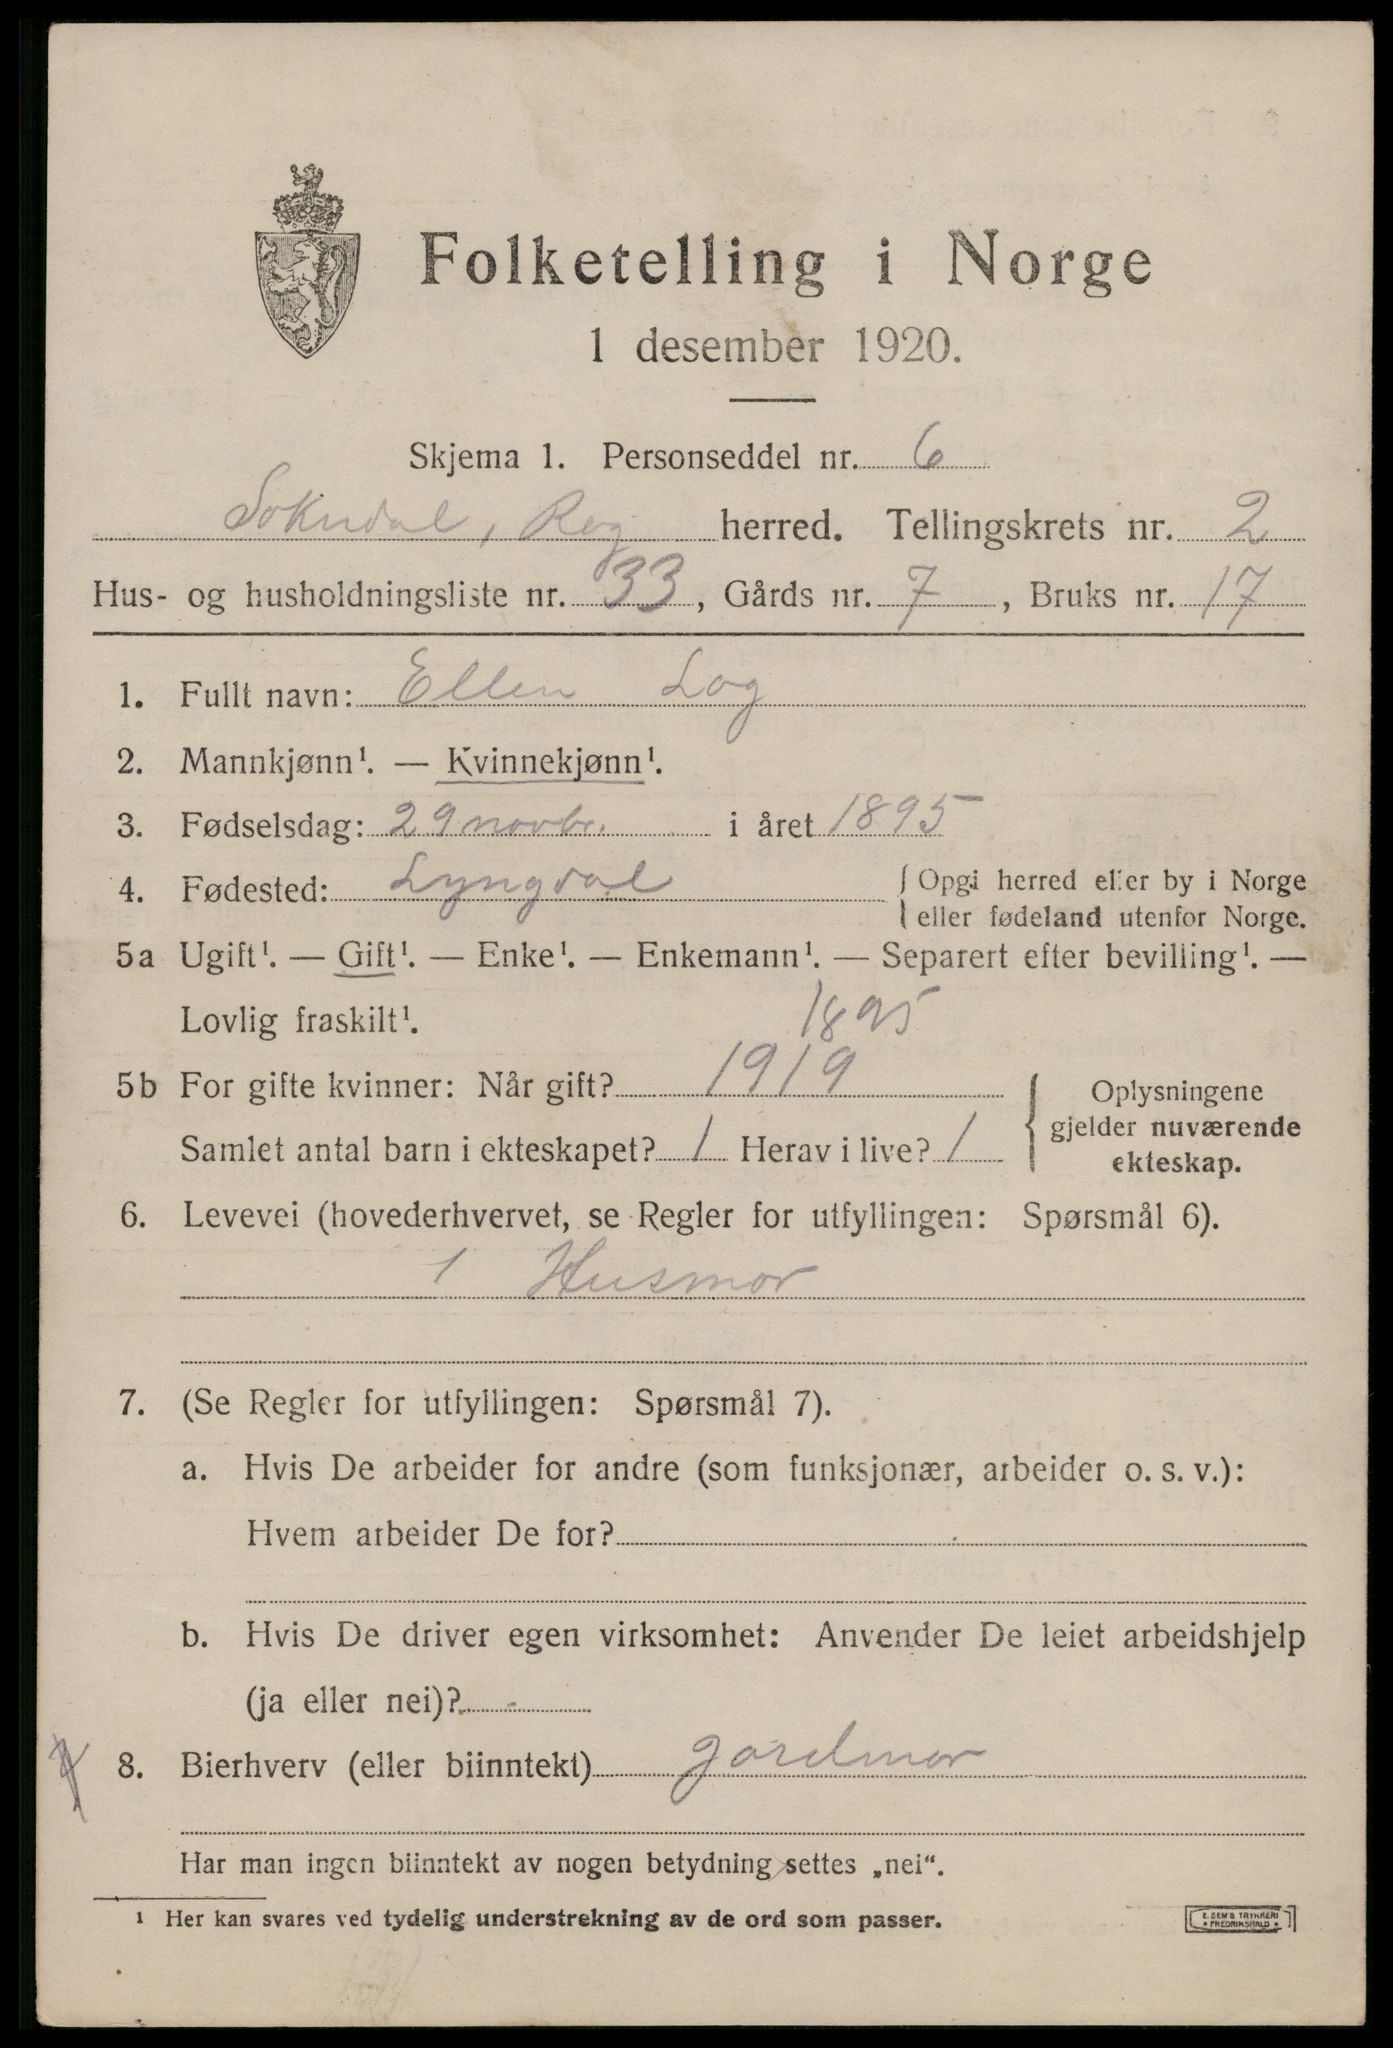 Folketelling i Norge
1 desember 1920.
Skjema 1. Personseddel nr. 6
Sokndal, Rog herred. Tellingskrets nr. 2
Hus- og husholdningsliste nr. 33, Gårds nr. 7, Bruks nr. 17
1. Fullt navn: Ellen Log
2. Mannkjønn¹. — Kvinnekjønn¹.
3. Fødselsdag: 29 novbr. i året 1895
4. Fødested: Lyngdal { Opgi herred eller by i Norge
eller fødeland utenfor Norge.
5a Ugift¹. — Gift¹. — Enke¹. — Enkemann¹. — Separert efter bevilling¹. —
Lovlig fraskilt¹. 1895
5b For gifte kvinner: Når gift? 1919
Samlet antal barn i ekteskapet? 1 Herav i live? 1
{ Oplysningene
gjelder nuværende
ekteskap.
6. Levevei (hovederhvervet, se Regler for utfyllingen: Spørsmål 6).
1 Husmor
7. (Se Regler for utfyllingen: Spørsmål 7).
a. Hvis De arbeider for andre (som funksjonær, arbeider o. s. v.):
Hvem arbeider De for?
b. Hvis De driver egen virksomhet: Anvender De leiet arbeidshjelp
(ja eller nei)? -
8. Bierhverv (eller biinntekt) jordmor
Har man ingen biinntekt av nogen betydning settes „nei“.
¹ Her kan svares ved tydelig understrekning av de ord som passer.
E. SEM'S TRYKKERI
• FREDRIKSHALD •